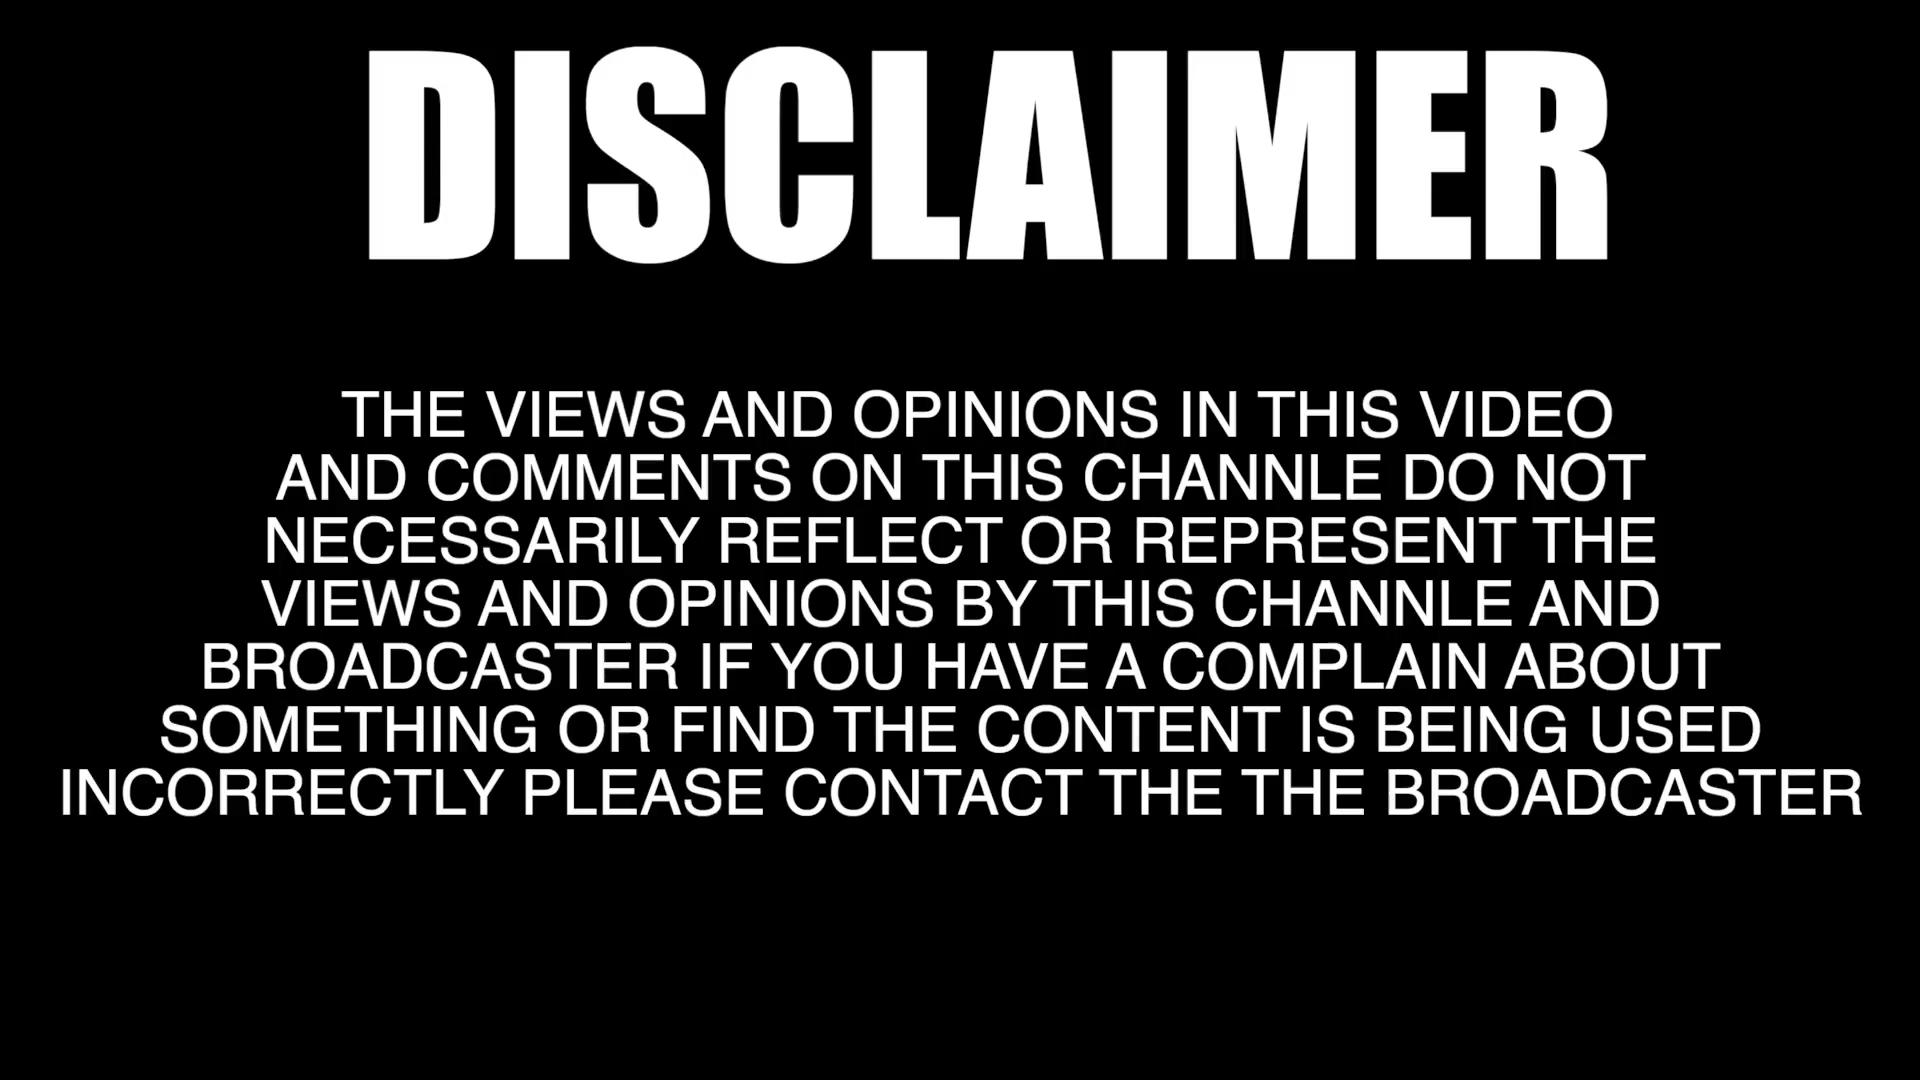 DISCLAIMER
THE VIEWS AND OPINIONS IN THIS VIDEO
AND COMMENTS ON THIS CHANNLE DO NOT
NECESSARILY REFLECT OR REPRESENT THE
VIEWS AND OPINIONS BY THIS CHANNLE AND
BROADCASTER IF YOU HAVE A COMPLAIN ABOUT
SOMETHING OR FIND THE CONTENT IS BEING USED
INCORRECTLY PLEASE CONTACT THE THE BROADCASTER